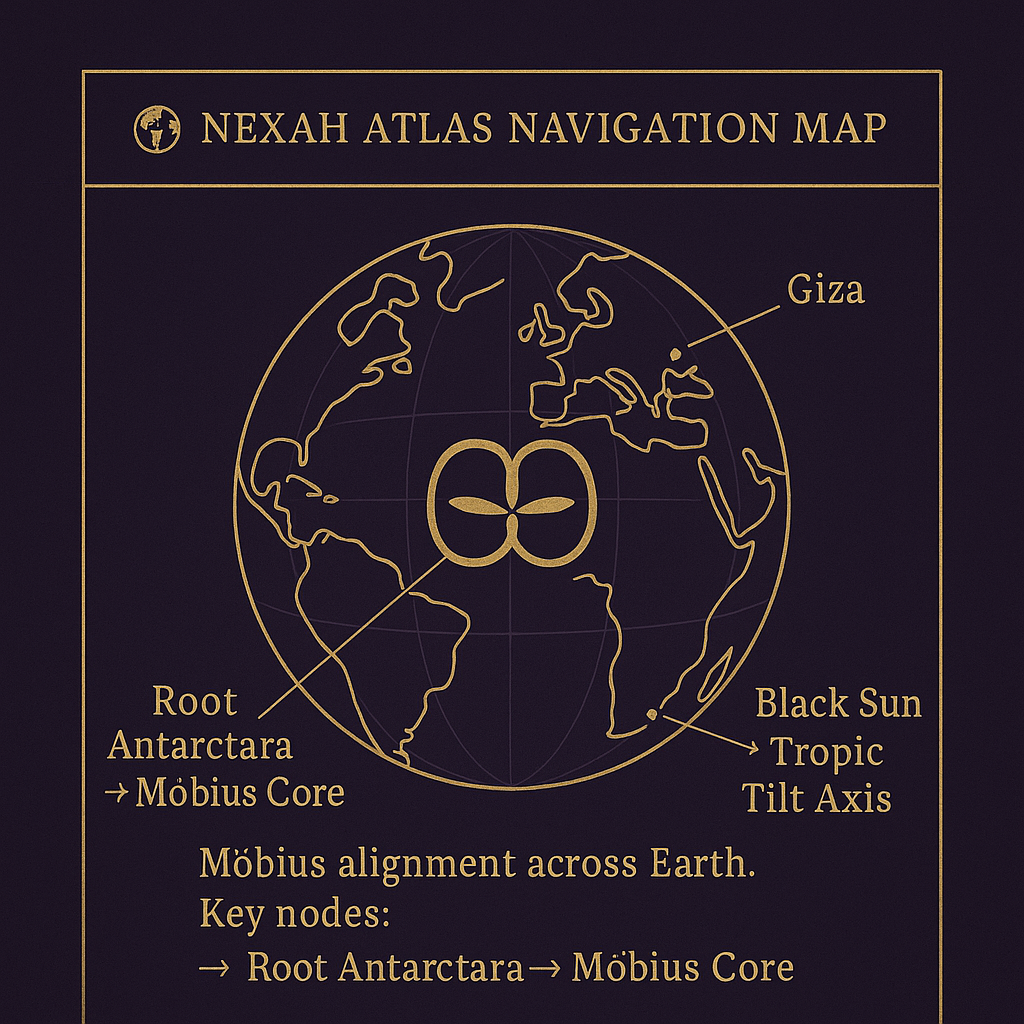 NEXAH ATLAS NAVIGATION MAP
Giza
Root
Antarctara
→ Möbius Core
Black Sun
Tropic
Tilt Axis
Möbius alignment across Earth.
Key nodes:
→ Root Antarctara → Möbius Core